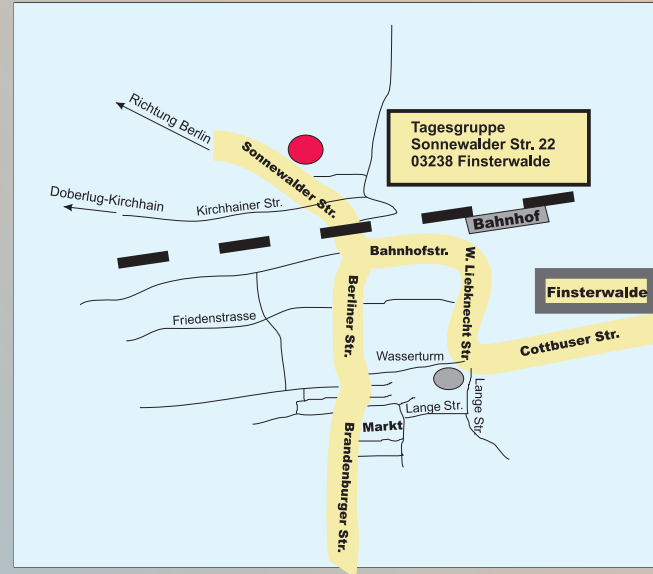 Richtung Berlin
Tagesgruppe
Sonnewalder Str. 22
03238 Finsterwalde
Sonnewalder Str.
Doberlug-Kirchhain
Kirchhainer Str.
Bahnhof
Bahnhofstr.
W. Liebknecht Str.
Finsterwalde
Berliner Str.
Friedenstrasse
Cottbuser Str.
Wasserturm
Lange Str.
Lange Str.
Markt
Brandenburger Str.